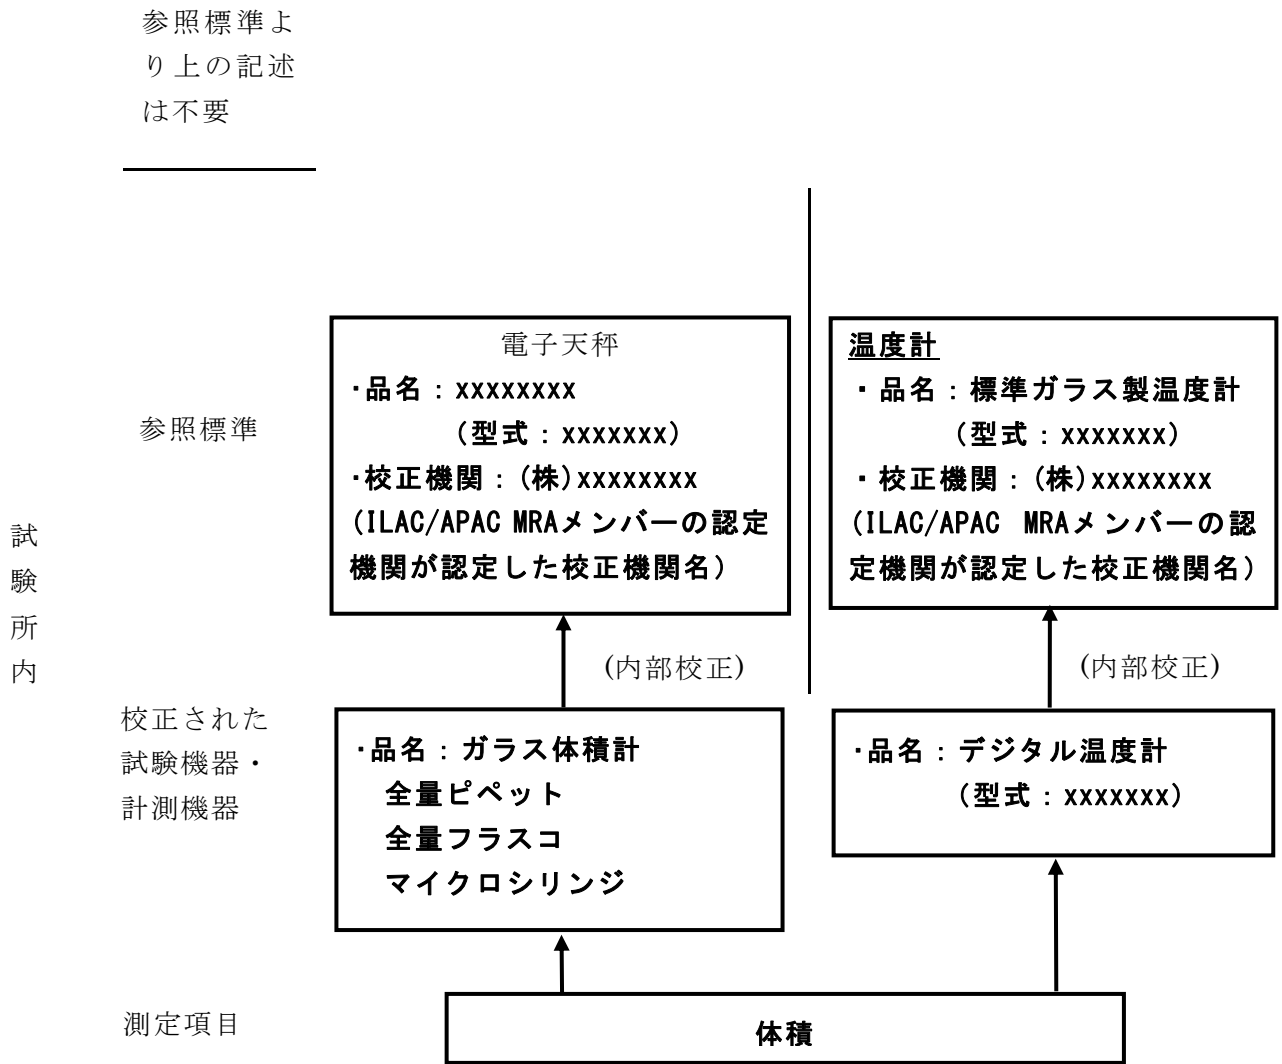 参照標準よ
り上の記述
は不要
試
験
所
内
参照標準
電子天秤
・品名：xxxxxxxx
（型式：xxxxxxx）
・校正機関：(株)xxxxxxxx
(ILAC/APAC MRAメンバーの認定
機関が認定した校正機関名)
温度計
・品名：標準ガラス製温度計
（型式：xxxxxxx）
・校正機関：(株)xxxxxxxx
(ILAC/APAC　MRAメンバーの認
定機関が認定した校正機関名)
(内部校正)
(内部校正)
校正された
試験機器・
計測機器
・品名：ガラス体積計
全量ピペット
全量フラスコ
マイクロシリンジ
・品名：デジタル温度計
（型式：xxxxxxx）
測定項目
体積